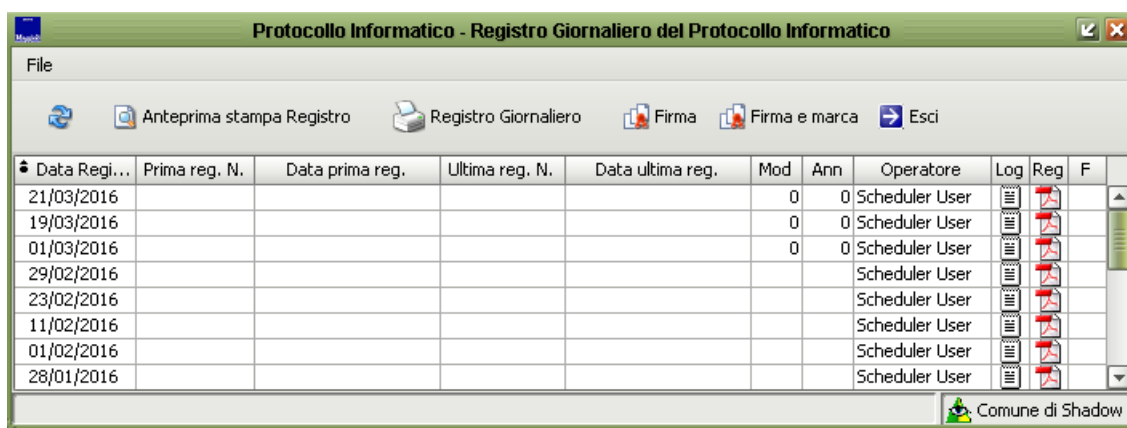 Protocollo Informatico - Registro Giornaliero del Protocollo Informatico
File
Anteprima stampa Registro Registro Giornaliero Firma Firma e marca Esci
Data Regi... Prima reg. N. Data prima reg. Ultima reg. N. Data ultima reg. Mod Ann Operatore Log Reg F
21/03/2016 0 0 Scheduler User
19/03/2016 0 0 Scheduler User
01/03/2016 0 0 Scheduler User
29/02/2016 Scheduler User
23/02/2016 Scheduler User
11/02/2016 Scheduler User
01/02/2016 Scheduler User
28/01/2016 Scheduler User
Comune di Shadow